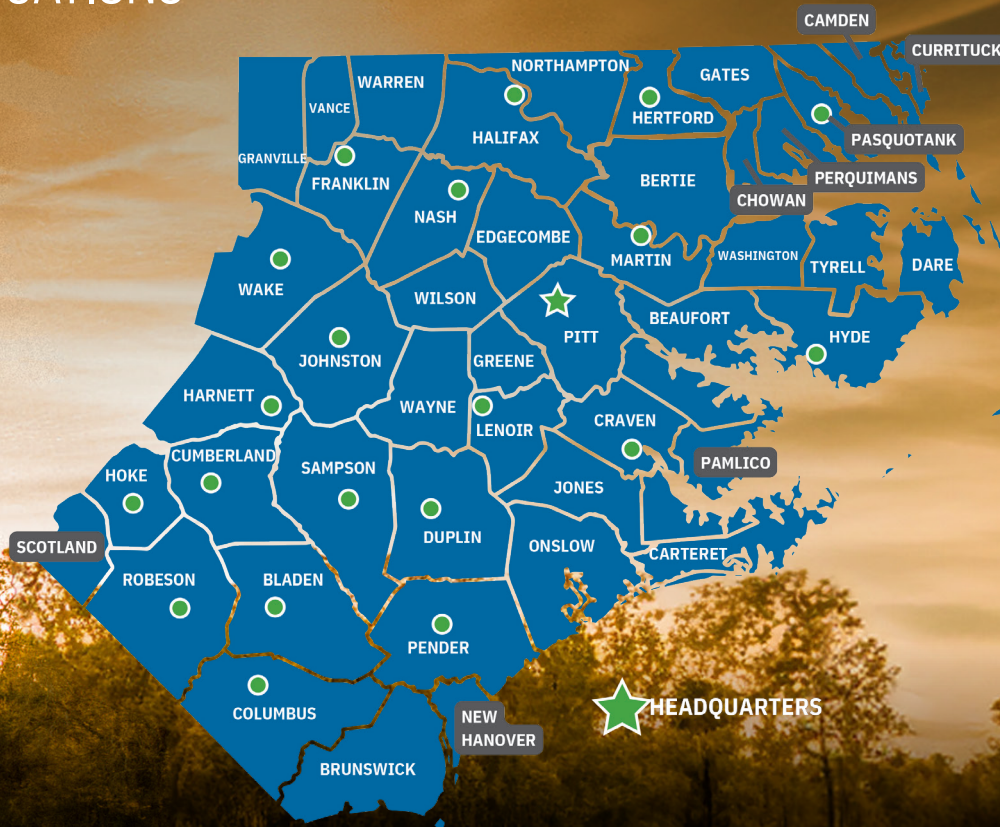 CAMDEN
CURRITUCK
NORTHAMPTON
GATES
WARREN
VANCE
HERTFORD
HALIFAX
PASQUOTANK
GRANVILLE
FRANKLIN
BERTIE
PERQUIMANS
CHOWAN
NASH
EDGECOMBE
MARTIN
WASHINGTON
TYRELL
DARE
WAKE
WILSON
BEAUFORT
PITT
HYDE
JOHNSTON
GREENE
HARNETT
WAYNE
LENOIR
CRAVEN
CUMBERLAND
SAMPSON
PAMLICO
HOKE
JONES
DUPLIN
ONSLOW
SCOTLAND
CARTERET
ROBESON
BLADEN
PENDER
HEADQUARTERS
COLUMBUS
NEW
HANOVER
BRUNSWICK